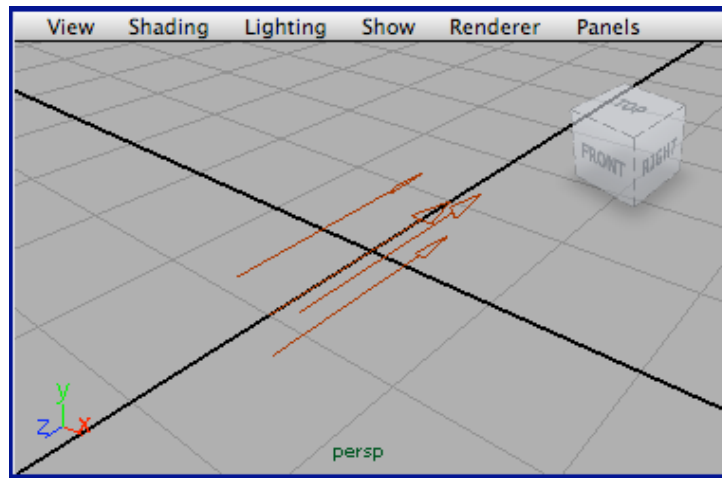 View Shading Lighting Show Renderer Panels
TOP
FRONT RIGHT
y
z x
persp